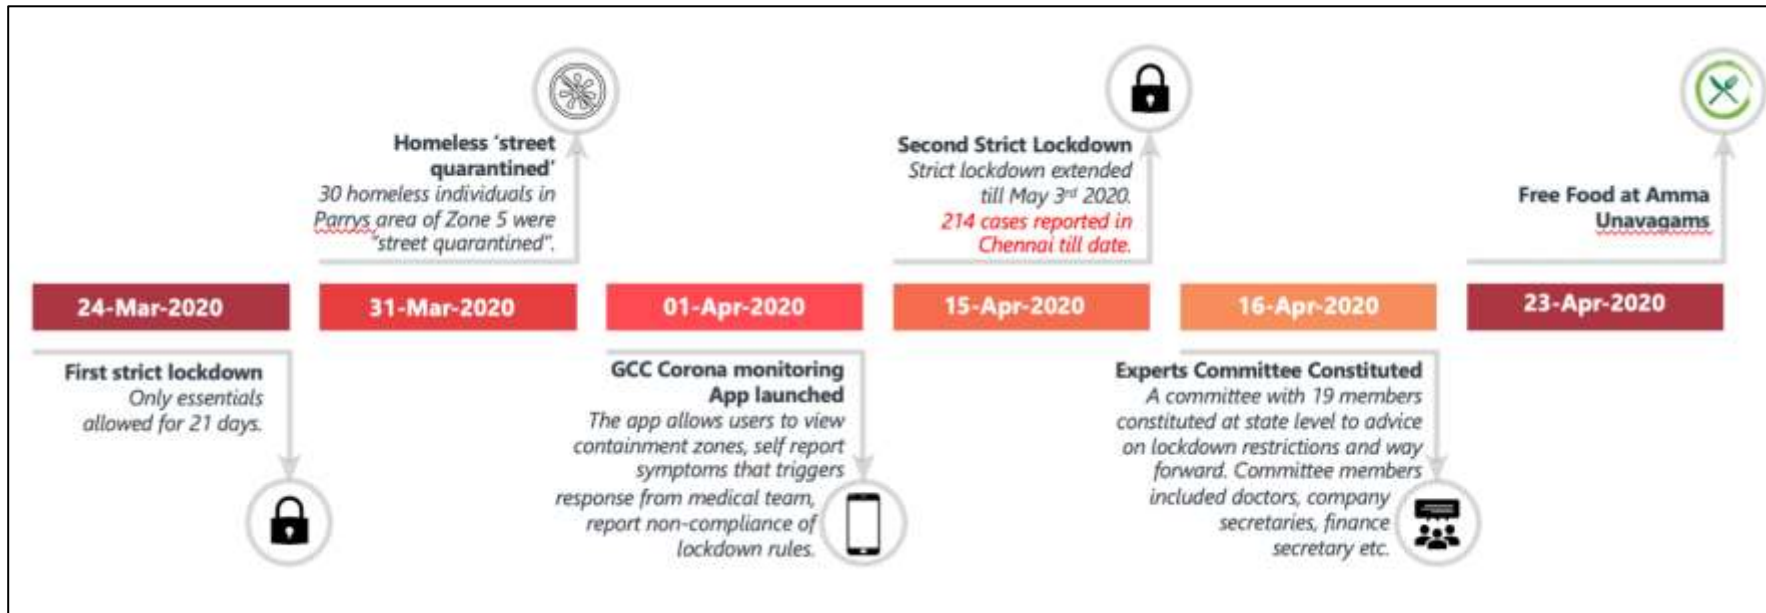 Homeless ‘street
quarantined’
30 homeless individuals in
Parrys area of Zone 5 were
“street quarantined”.
Second Strict Lockdown
Strict lockdown extended
till May 3rd 2020.
214 cases reported in
Chennai till date.
Free Food at Amma
Unavagams
24-Mar-2020
31-Mar-2020
01-Apr-2020
15-Apr-2020
16-Apr-2020
23-Apr-2020
First strict lockdown
Only essentials
allowed for 21 days.
GCC Corona monitoring
App launched
The app allows users to view
containment zones, self report
symptoms that triggers
response from medical team,
report non-compliance of
lockdown rules.
Experts Committee Constituted
A committee with 19 members
constituted at state level to advice
on lockdown restrictions and way
forward. Committee members
included doctors, company
secretaries, finance
secretary etc.